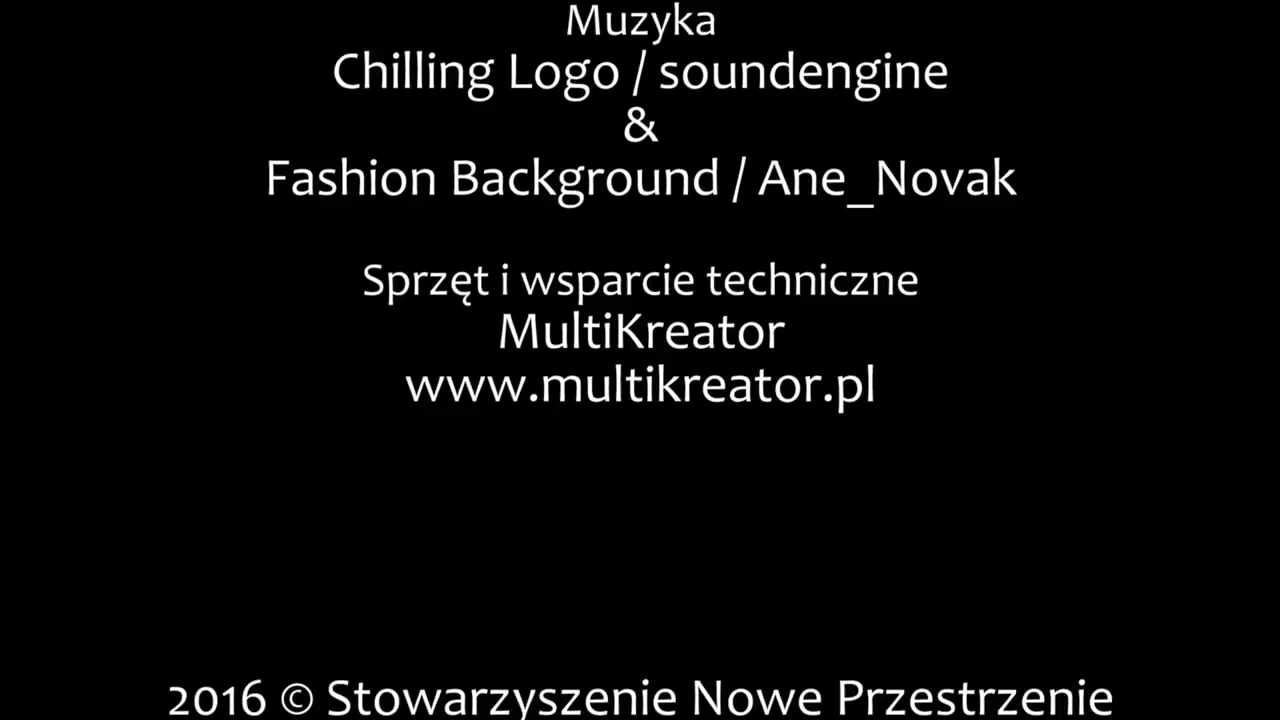 Muzyka
Chilling Logo / soundengine
&
Fashion Background / Ane_Novak
Sprzęt i wsparcie techniczne
MultiKreator
www.multikreator.pl
2016 © Stowarzyszenie Nowe Przestrzenie